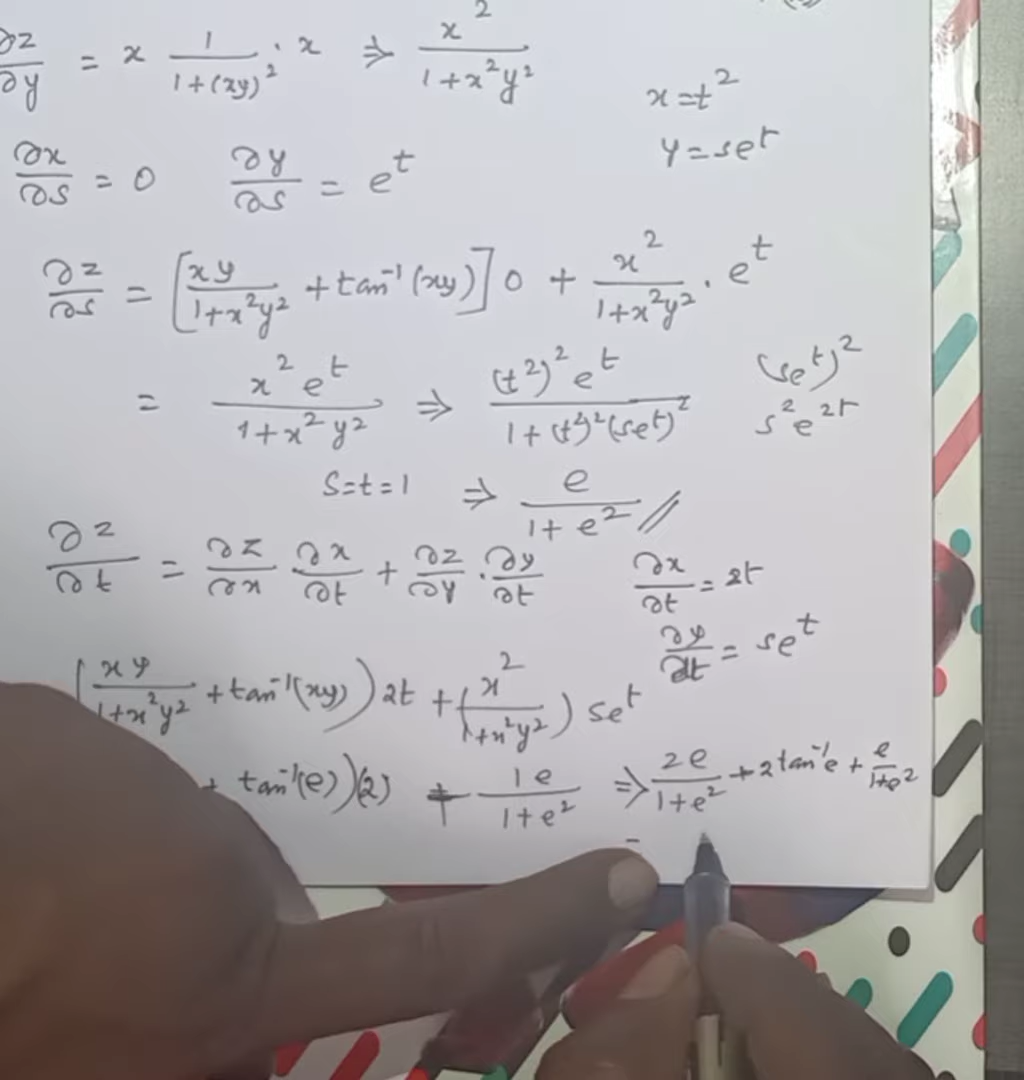 ∂z/∂y = x 1/(1+(xy)²) · x ⇒ x²/(1+x²y²)
x = t²
y = se^t
∂x/∂s = 0 ∂y/∂s = e^t
∂z/∂s = [xy/(1+x²y²) + tan⁻¹(xy)] 0 + x²/(1+x²y²) · e^t
= x² e^t/(1+x²y²) ⇒ (t²)² e^t/(1+(t²)²(se^t)²)
(se^t)²
s²e^2t
s=t=1 ⇒ e/(1+e²) //
∂z/∂t = ∂z/∂x ∂x/∂t + ∂z/∂y · ∂y/∂t
∂x/∂t = 2t
∂y/∂t = se^t
(xy/(1+x²y²) + tan⁻¹(xy)) 2t + (x²/(1+x²y²)) se^t
+ tan⁻¹(e))(2) + 1e/(1+e²) ⇒ 2e/(1+e²) + 2tan⁻¹e + e/(1+e²)